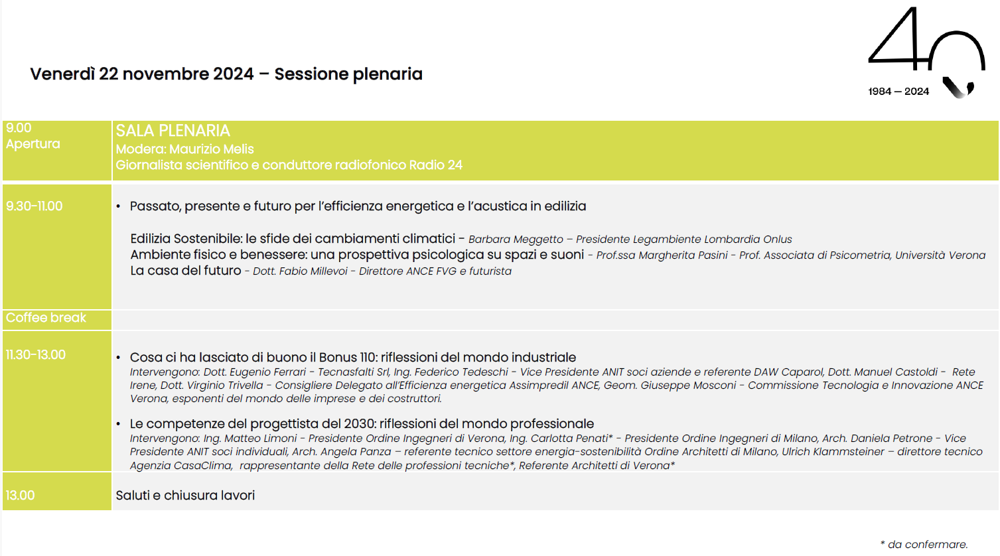 40
1984 – 2024
Venerdì 22 novembre 2024 – Sessione plenaria
9.00
Apertura
SALA PLENARIA
Modera: Maurizio Melis
Giornalista scientifico e conduttore radiofonico Radio 24
9.30-11.00
• Passato, presente e futuro per l’efficienza energetica e l’acustica in edilizia
Edilizia Sostenibile: le sfide dei cambiamenti climatici - Barbara Meggetto – Presidente Legambiente Lombardia Onlus
Ambiente fisico e benessere: una prospettiva psicologica su spazi e suoni - Prof.ssa Margherita Pasini - Prof. Associata di Psicometria, Università Verona
La casa del futuro - Dott. Fabio Millevoi - Direttore ANCE FVG e futurista
Coffee break
11.30-13.00
• Cosa ci ha lasciato di buono il Bonus 110: riflessioni del mondo industriale
Intervengono: Dott. Eugenio Ferrari - Tecnasfalti Srl, Ing. Federico Tedeschi - Vice Presidente ANIT soci aziende e referente DAW Caparol, Dott. Manuel Castoldi - Rete
Irene, Dott. Virginio Trivella - Consigliere Delegato all’Efficienza energetica Assimpredil ANCE, Geom. Giuseppe Mosconi - Commissione Tecnologia e Innovazione ANCE
Verona, esponenti del mondo delle imprese e dei costruttori.
• Le competenze del progettista del 2030: riflessioni del mondo professionale
Intervengono: Ing. Matteo Limoni - Presidente Ordine Ingegneri di Verona, Ing. Carlotta Penati* - Presidente Ordine Ingegneri di Milano, Arch. Daniela Petrone - Vice
Presidente ANIT soci individuali, Arch. Angela Panza – referente tecnico settore energia-sostenibilità Ordine Architetti di Milano, Ulrich Klammsteiner – direttore tecnico
Agenzia CasaClima, rappresentante della Rete delle professioni tecniche*, Referente Architetti di Verona*
13.00
Saluti e chiusura lavori
* da confermare.